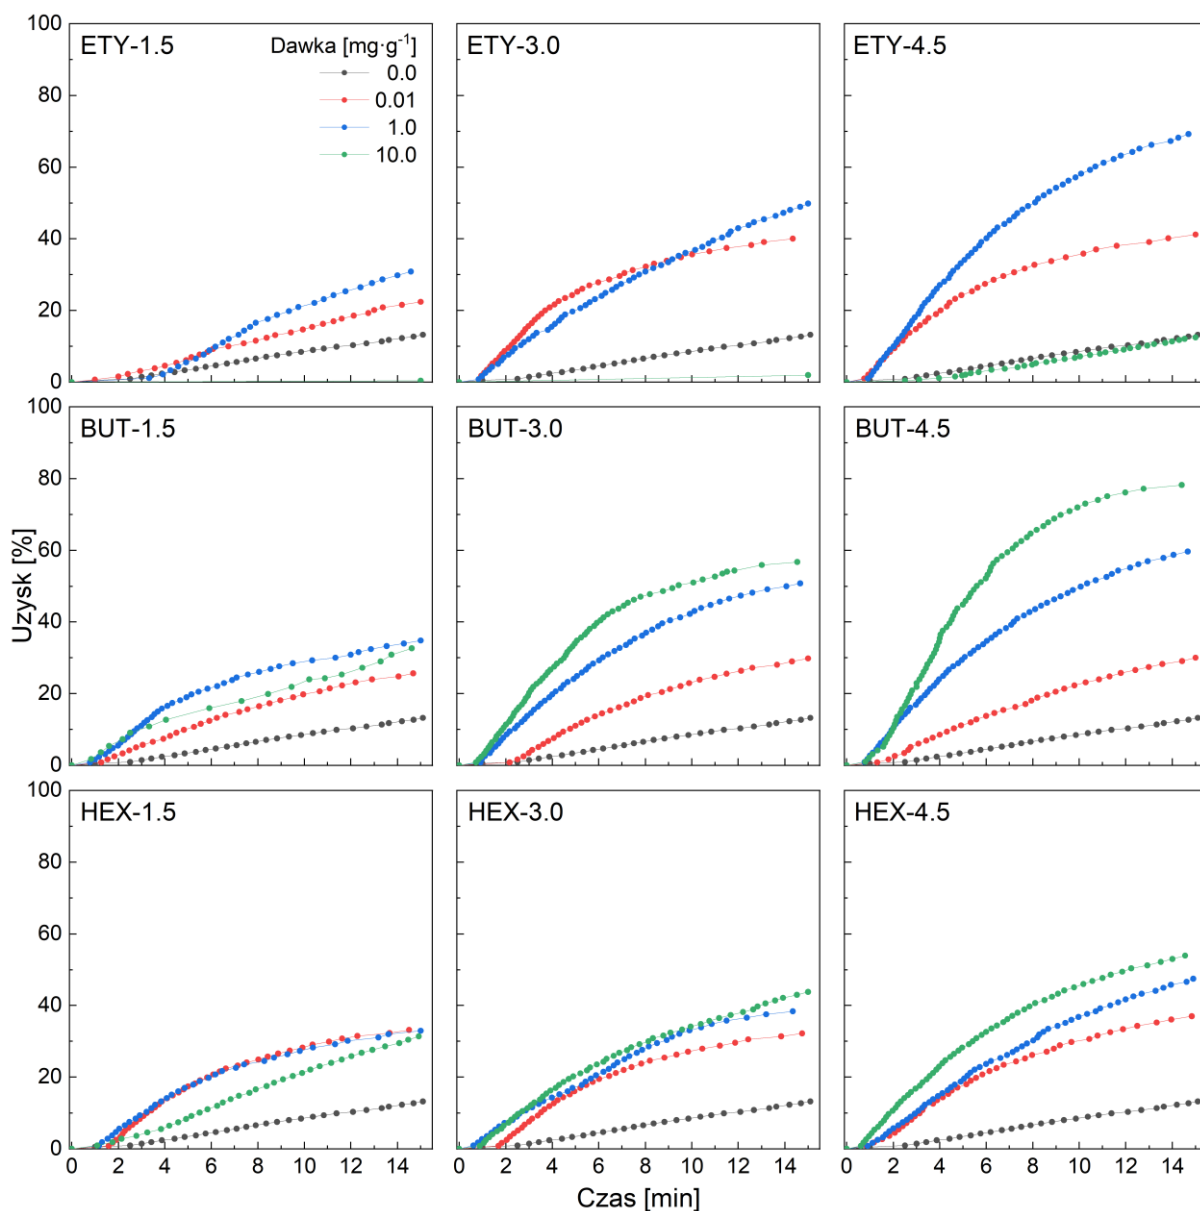 100
80
60
40
20
0
ETY-1.5
Dawka [mg·g⁻¹]
0.0
0.01
1.0
10.0
ETY-3.0
ETY-4.5
Uzysk [%]
100
80
60
40
20
0
BUT-1.5
BUT-3.0
BUT-4.5
100
80
60
40
20
0
HEX-1.5
HEX-3.0
HEX-4.5
0 2 4 6 8 10 12 14
0 2 4 6 8 10 12 14
0 2 4 6 8 10 12 14
Czas [min]